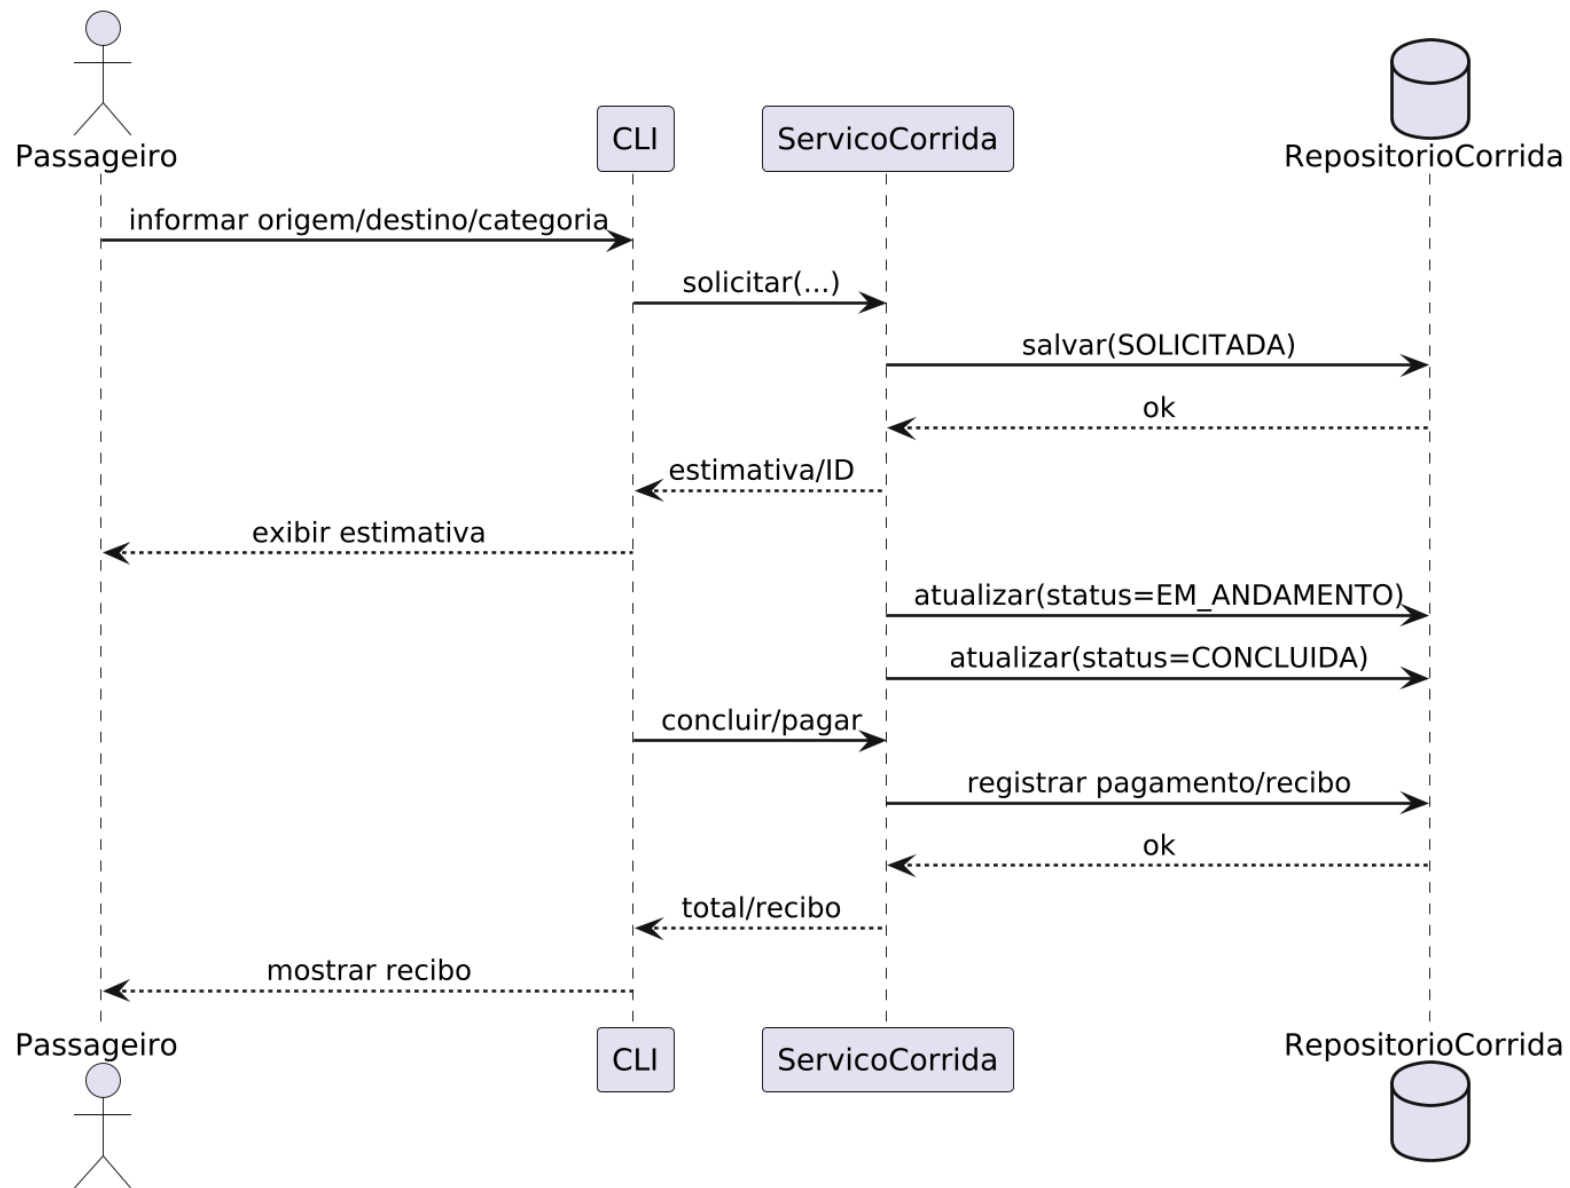 Passageiro
CLI
ServicoCorrida
RepositorioCorrida
informar origem/destino/categoria
solicitar(...)
salvar(SOLICITADA)
ok
estimativa/ID
exibir estimativa
atualizar(status=EM_ANDAMENTO)
atualizar(status=CONCLUIDA)
concluir/pagar
registrar pagamento/recibo
ok
total/recibo
mostrar recibo
Passageiro
CLI
ServicoCorrida
RepositorioCorrida